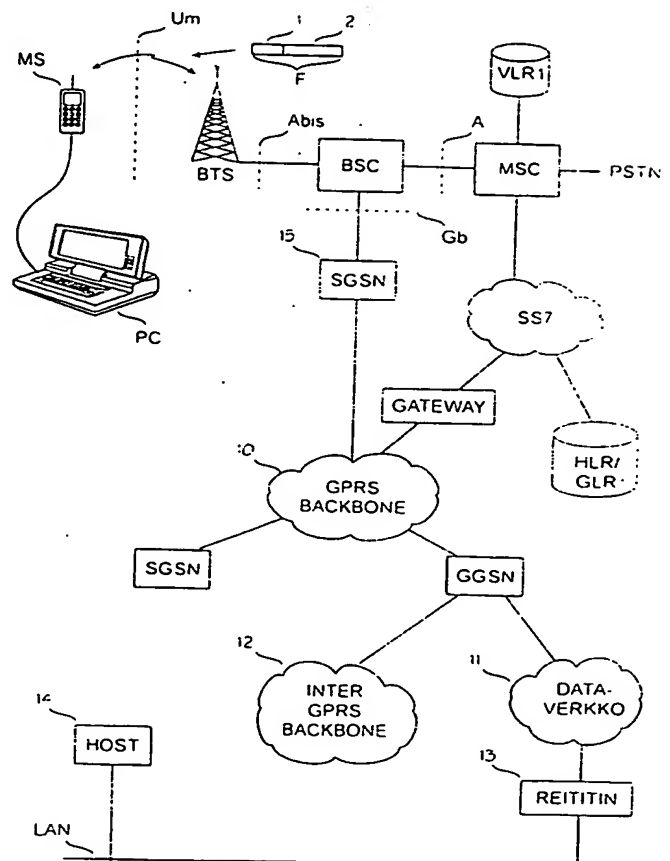 Um
1
2
MS
F
VLR1
Abis
A
BTS
BSC
MSC
PSTN
Gb
15
SGSN
PC
SS7
GATEWAY
10
GPRS
BACKBONE
HLR/
GLR
SGSN
GGSN
12
11
INTER
GPRS
BACKBONE
DATA-
VERKKO
14
HOST
13
REITITIN
LAN